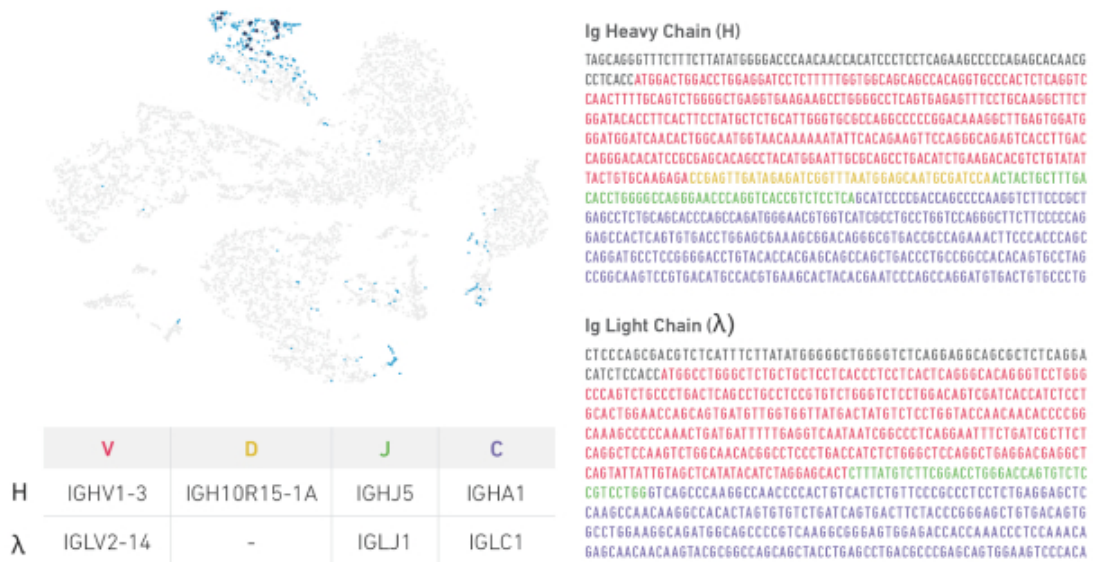 Ig Heavy Chain (H)
TAGCAGGGTTTCTTTCTTATATGGGGACCCAACAACCACATCCCTCCTCAGAAGCCCCCAGAGCACAACG
CCTCACCATGGACTGGACCTGGAGGATCCTCTTTTTGGTGGCAGCAGCCACAGGTGCCCACTCTCAGGTC
CAACTTTTGCAGTCTGGGGCTGAGGTGAAGAAGCCTGGGGCCTCAGTGAGAGTTTCCTGCAAGGCTTCT
GGATACACCTTCACTTCCTATGCTCTGCATTGGGTGCGCCAGGCCCCCGGACAAAGGCTTGAGTGGATG
GGATGGATCAACACTGGCAATGGTAACAAAAAATATTCACAGAAGTTCCAGGGCAGAGTCACCTTGAC
CAGGGACACATCCGCGAGCACAGCCTACATGGAATTGCGCAGCCTGACATCTGAAGACACGTCTGTATAT
TACTGTGCAAGAGACCGAGTTGATAGAGATCGGTTTAATGGAGCAATGCGATCCAACTACTGCTTTGA
CACCTGGGGCCAGGGAACCCAGGTCACCGTCTCCTCAGCATCCCCGACCAGCCCCAAGGTCTTCCCGCT
GAGCCTCTGCAGCACCCAGCCAGATGGGAACGTGGTCATCGCCTGCCTGGTCCAGGGCTTCTTCCCCCAG
GAGCCACTCAGTGTGACCTGGAGCGAAAGCGGACAGGGCGTGACCGCCAGAAACTTCCCACCCAGC
CAGGATGCCTCCGGGGACCTGTACACCACGAGCAGCCAGCTGACCCTGCCGGCCACACAGTGCCTAG
CCGGCAAGTCCGTGACATGCCACGTGAAGCACTACACGAATCCCAGCCAGGATGTGACTGTGCCCTG
Ig Light Chain (λ)
CTCCCAGCGACGTCTCATTTCTTATATGGGGGCTGGGGTCTCAGGAGGCAGCGCTCTCAGGA
CATCTCCACCATGGCCTGGGCTCTGCTGCTCCTCACCCTCCTCACTCAGGGCACAGGGTCCTGGG
CCCAGTCTGCCCTGACTCAGCCTGCCTCCGTGTCTGGGTCTCCTGGACAGTCGATCACCATCTCCT
GCACTGGAACCAGCAGTGATGTTGGTGGTTATGACTATGTCTCCTGGTACCAACAACACCCCGG
CAAAGCCCCCAAACTGATGATTTTTGAGGTCAATAATCGGCCCTCAGGAATTTCTGATCGCTTCT
CAGGCTCCAAGTCTGGCAACACGGCCTCCCTGACCATCTCTGGGCTCCAGGCTGAGGACGAGGCT
CAGTATTATTGTAGCTCATATACATCTAGGAGCACTCTTTATGTCTTCGGACCTGGGACCAGTGTCTC
CGTCCTGGGTCAGCCCAAGGCCAACCCCACTGTCACTCTGTTCCCGCCCTCCTCTGAGGAGCTC
CAAGCCAACAAGGCCACACTAGTGTGTCTGATCAGTGACTTCTACCCGGGAGCTGTGACAGTG
GCCTGGAAGGCAGATGGCAGCCCCGTCAAGGCGGGAGTGGAGACCACCAAACCCTCCAAACA
GAGCAACAACAAGTACGCGGCCAGCAGCTACCTGAGCCTGACGCCCGAGCAGTGGAAGTCCCACA
V D J C
H IGHV1-3 IGH10R15-1A IGHJ5 IGHA1
λ IGLV2-14 - IGLJ1 IGLC1